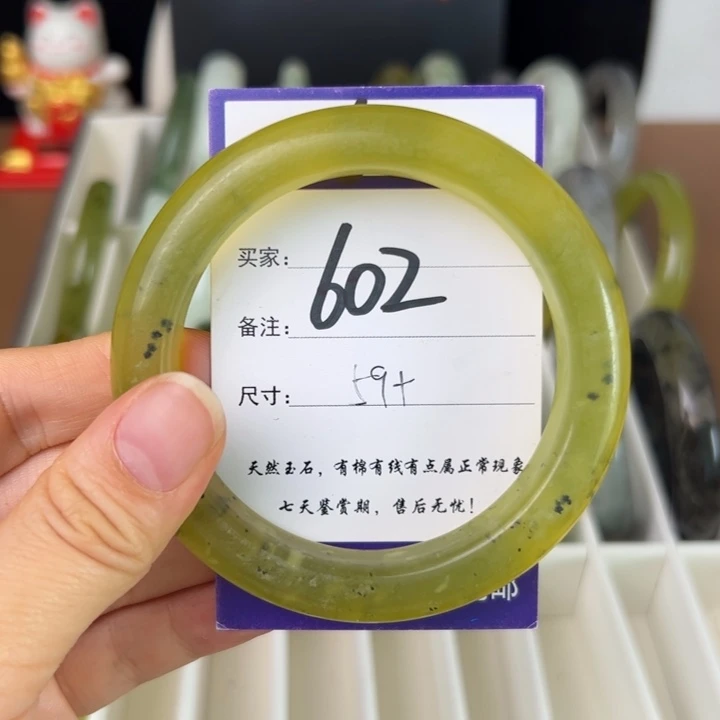 买家: 602
备注:
尺寸: 59+
天然玉石，有棉有线有点属正常现象
七天鉴赏期，售后无忧！